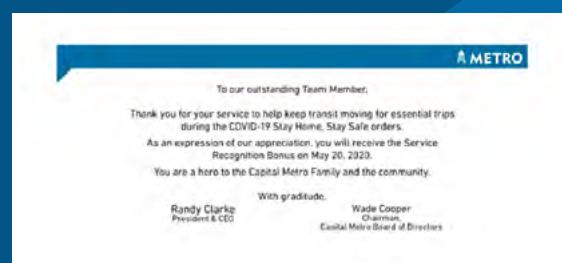 METRO
To our outstanding Team Member,
Thank you for your service to help keep transit moving for essential trips
during the COVID-19 Stay Home, Stay Safe orders.
As an expression of our appreciation, you will receive the Service
Recognition Bonus on May 20, 2020.
You are a hero to the Capital Metro Family and the community.
With graditude,
Randy Clarke
President & CEO
Wade Cooper
Chairman,
Capital Metro Board of Directors